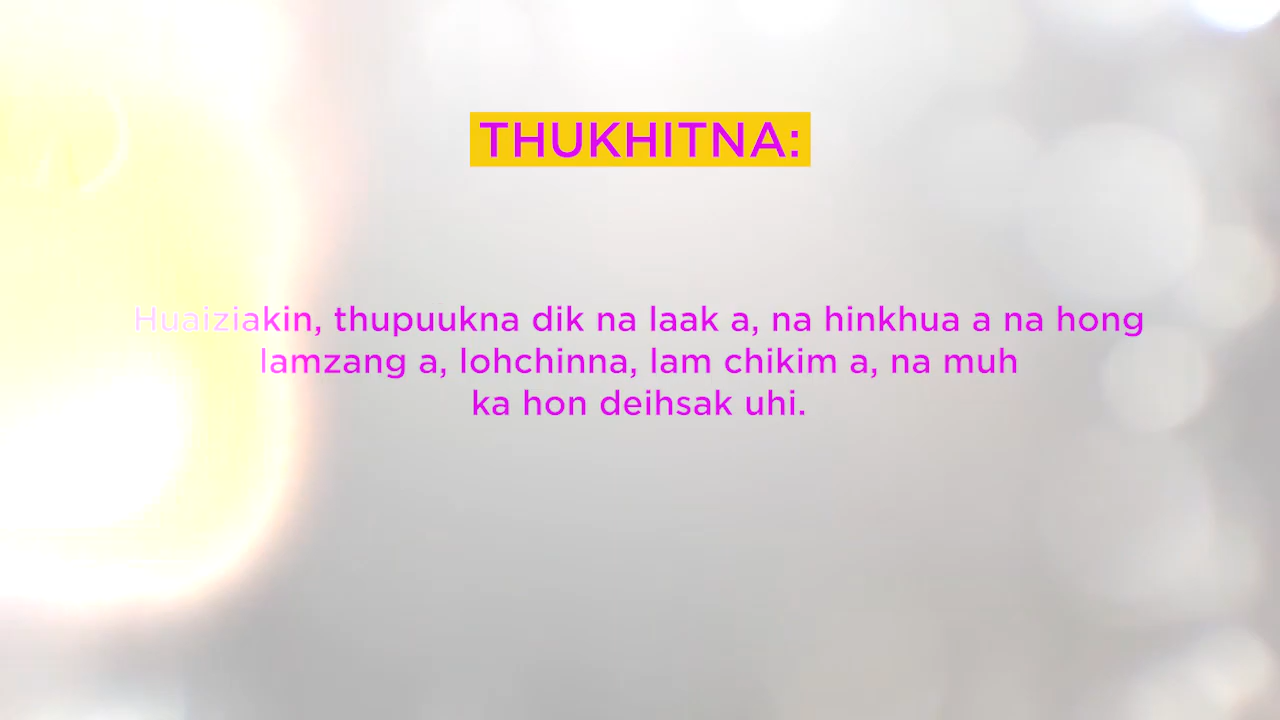 THUKHITNA:
Huaiziakin, thupuukna dik na laak a, na hinkhua a na hong
lamzang a, lohchinna, lam chikim a, na muh
ka hon deihsak uhi.